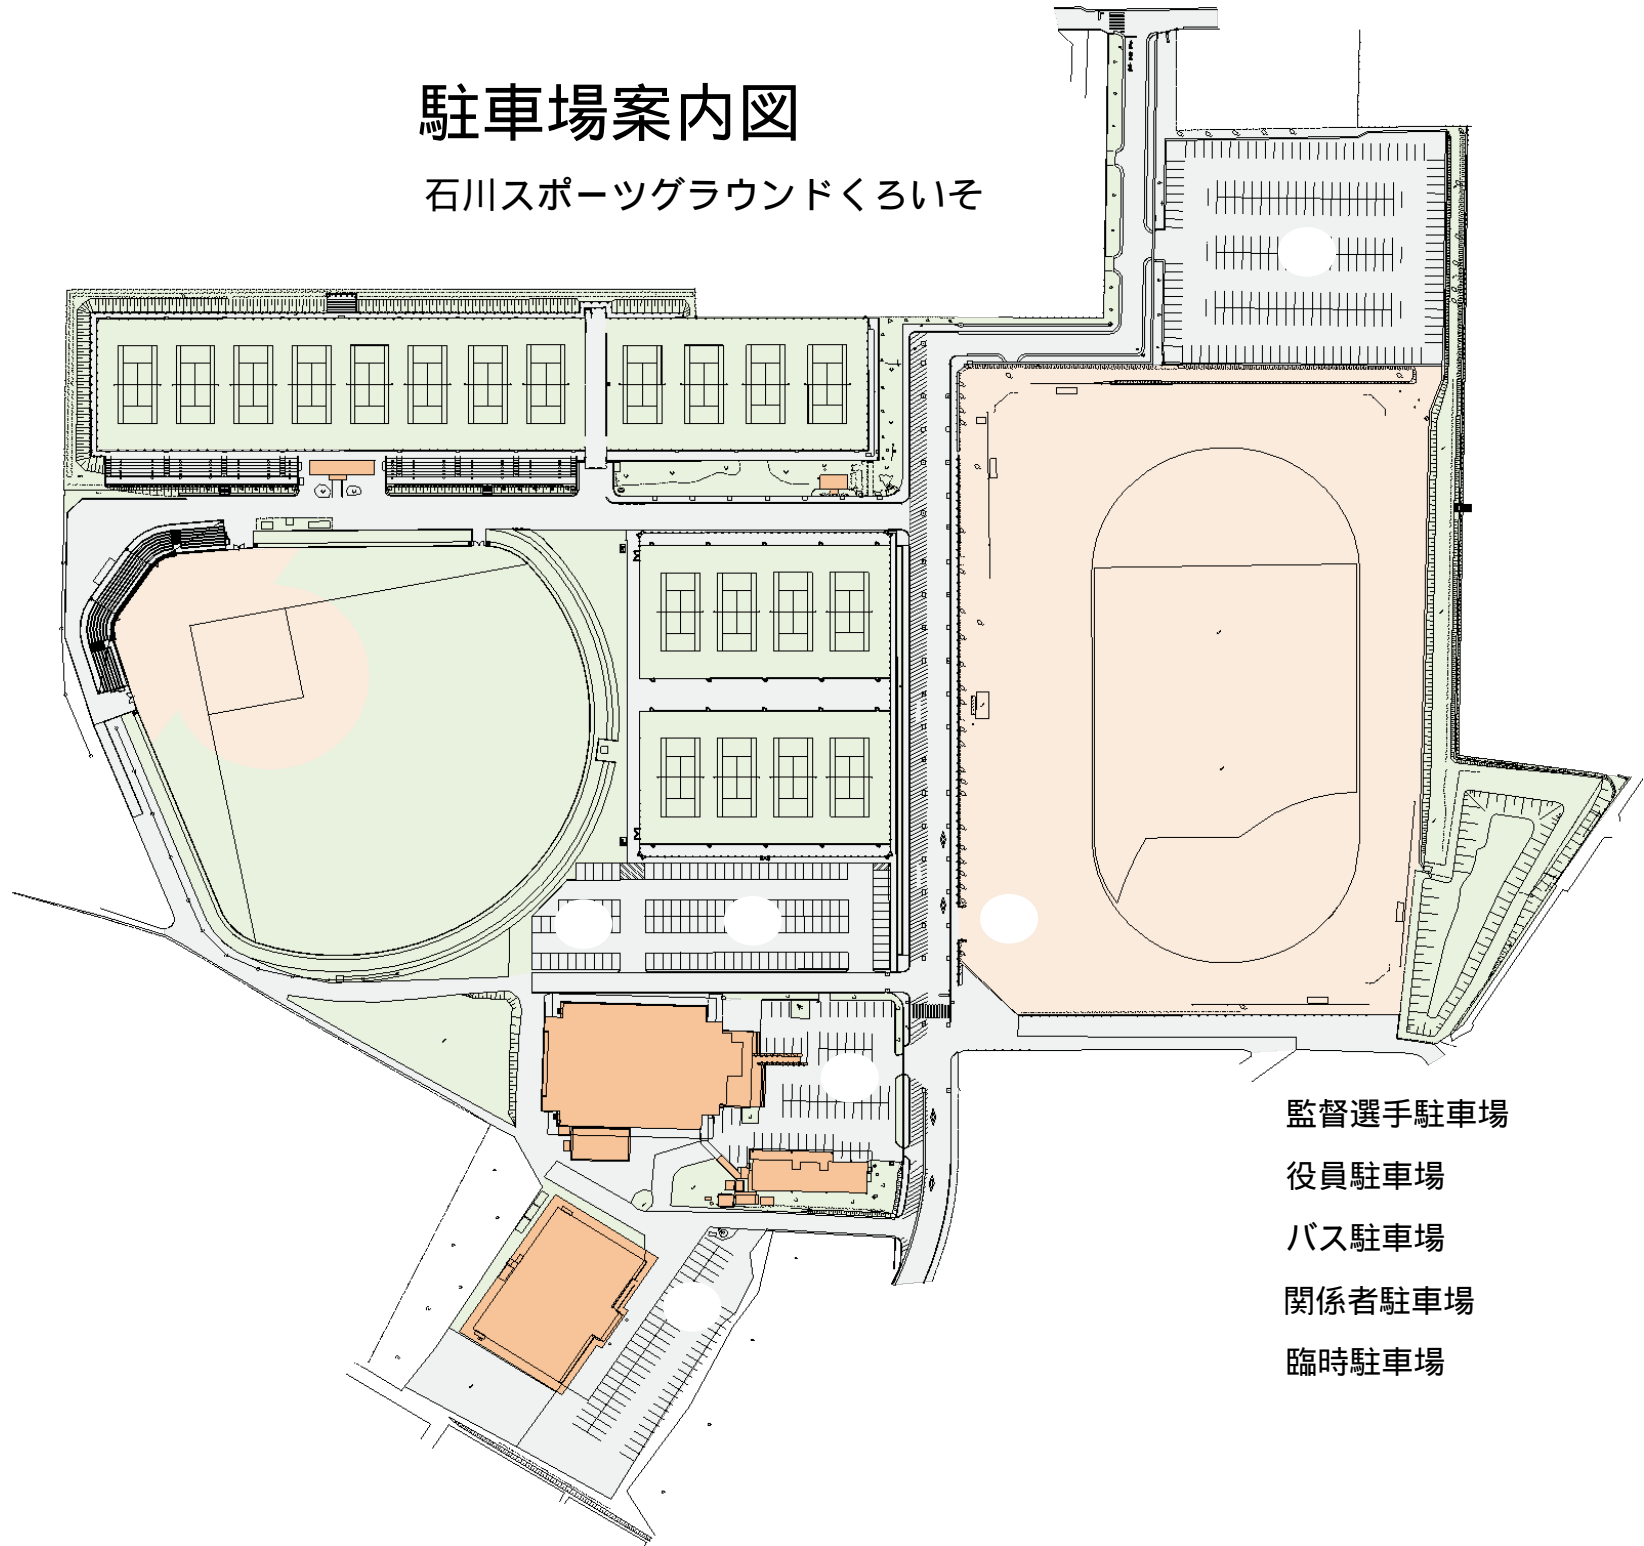 駐車場案内図
石川スポーツグラウンドくろいそ
監督選手駐車場
役員駐車場
バス駐車場
関係者駐車場
臨時駐車場